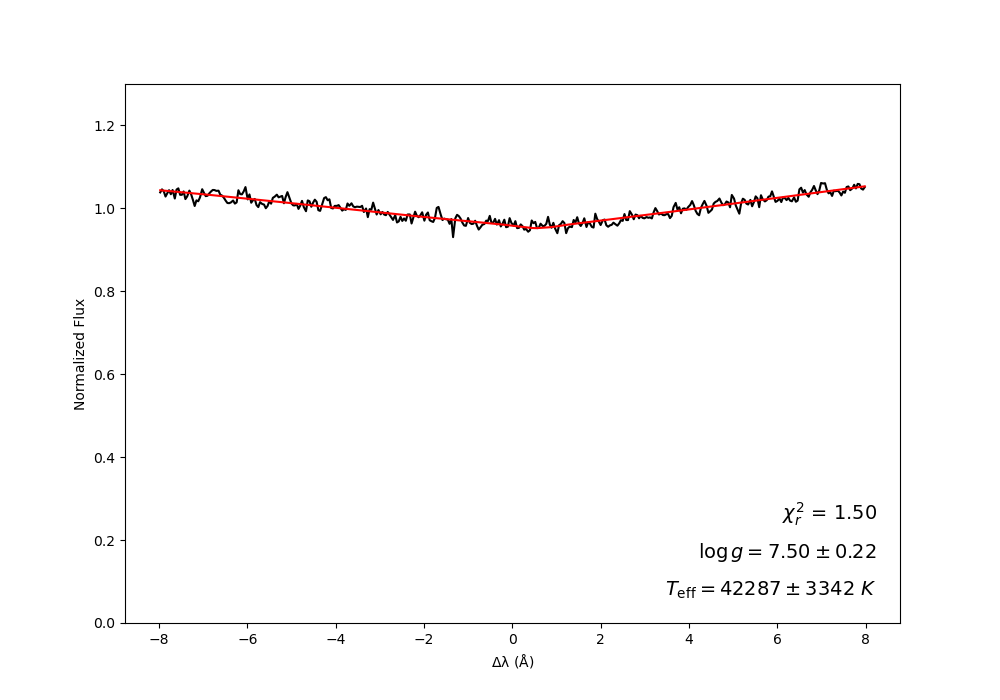 1.2
1.0
0.8
0.6
0.4
0.2
0.0
Normalized Flux
χ²ᵣ = 1.50
log g = 7.50 ± 0.22
T_eff = 42287 ± 3342 K
−8 −6 −4 −2 0 2 4 6 8
Δλ (Å)